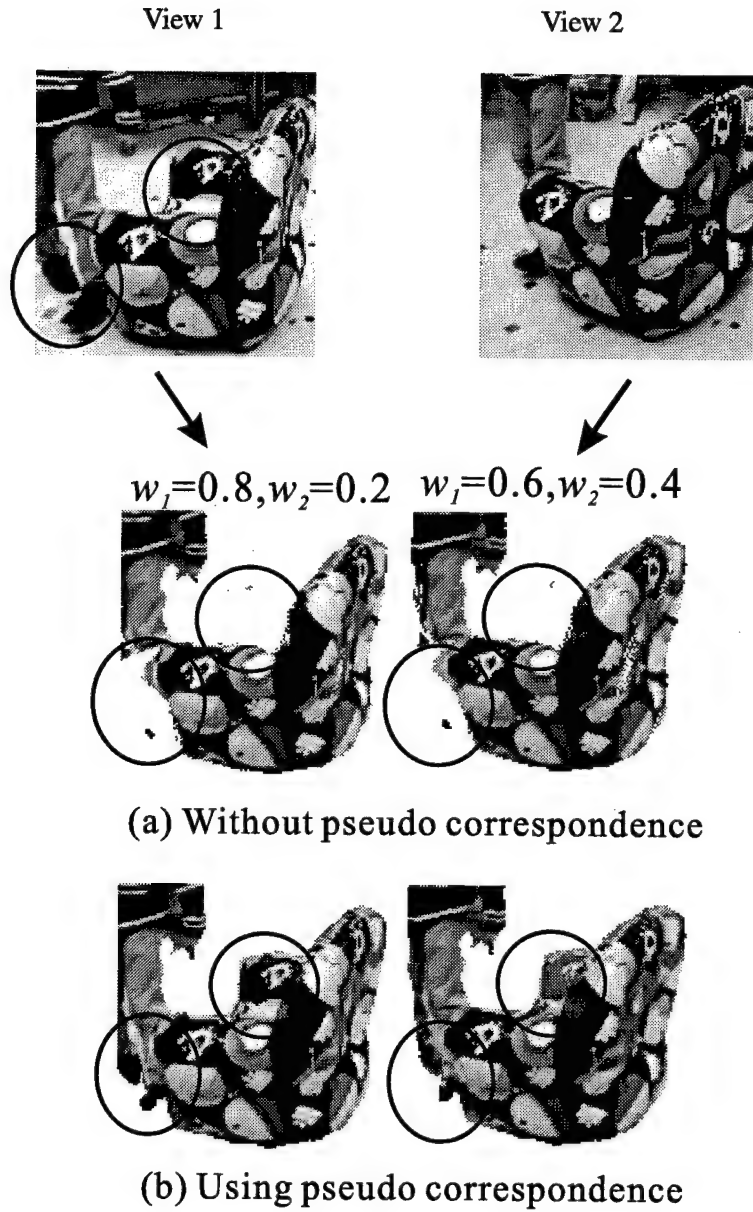 View 1
View 2
w1=0.8,w2=0.2
w1=0.6,w2=0.4
(a) Without pseudo correspondence
(b) Using pseudo correspondence